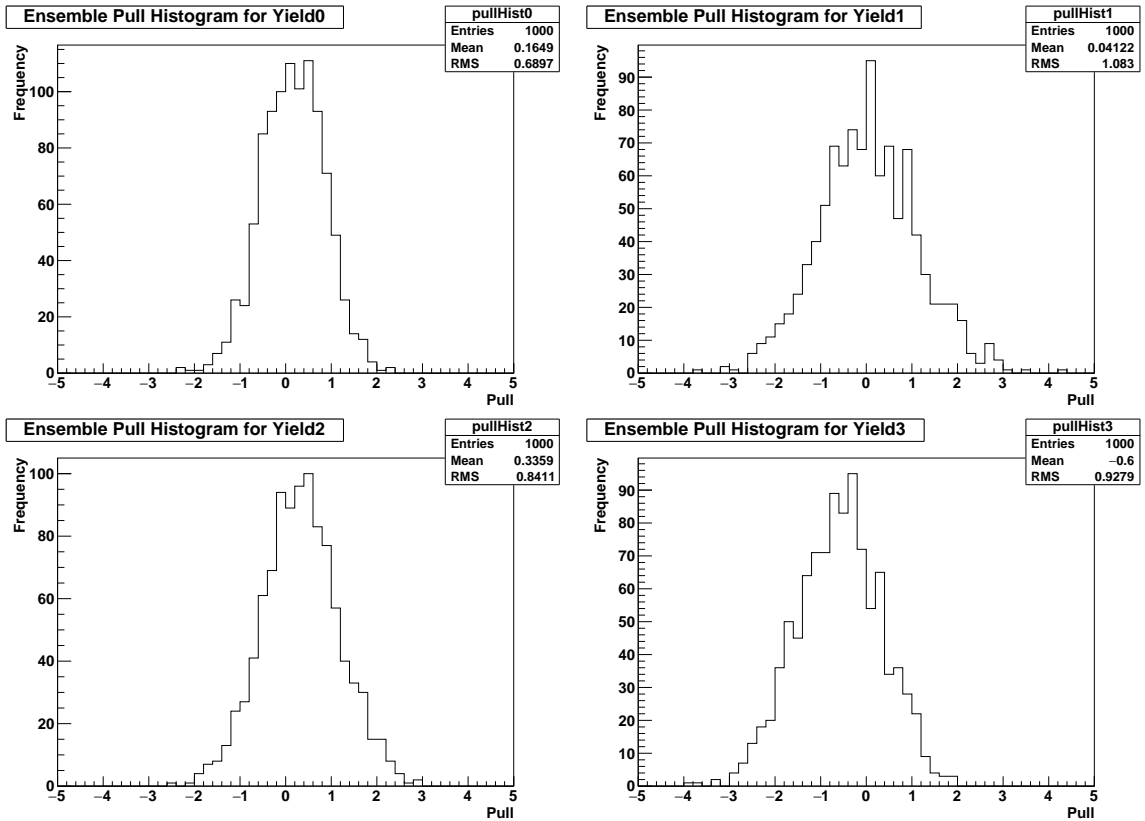 Ensemble Pull Histogram for Yield0
pullHist0
Entries 1000
Mean 0.1649
RMS 0.6897
Frequency
100
80
60
40
20
0
−5 −4 −3 −2 −1 0 1 2 3 4 5
Pull
Ensemble Pull Histogram for Yield1
pullHist1
Entries 1000
Mean 0.04122
RMS 1.083
Frequency
90
80
70
60
50
40
30
20
10
0
−5 −4 −3 −2 −1 0 1 2 3 4 5
Pull
Ensemble Pull Histogram for Yield2
pullHist2
Entries 1000
Mean 0.3359
RMS 0.8411
Frequency
100
80
60
40
20
0
−5 −4 −3 −2 −1 0 1 2 3 4 5
Pull
Ensemble Pull Histogram for Yield3
pullHist3
Entries 1000
Mean −0.6
RMS 0.9279
Frequency
90
80
70
60
50
40
30
20
10
0
−5 −4 −3 −2 −1 0 1 2 3 4 5
Pull